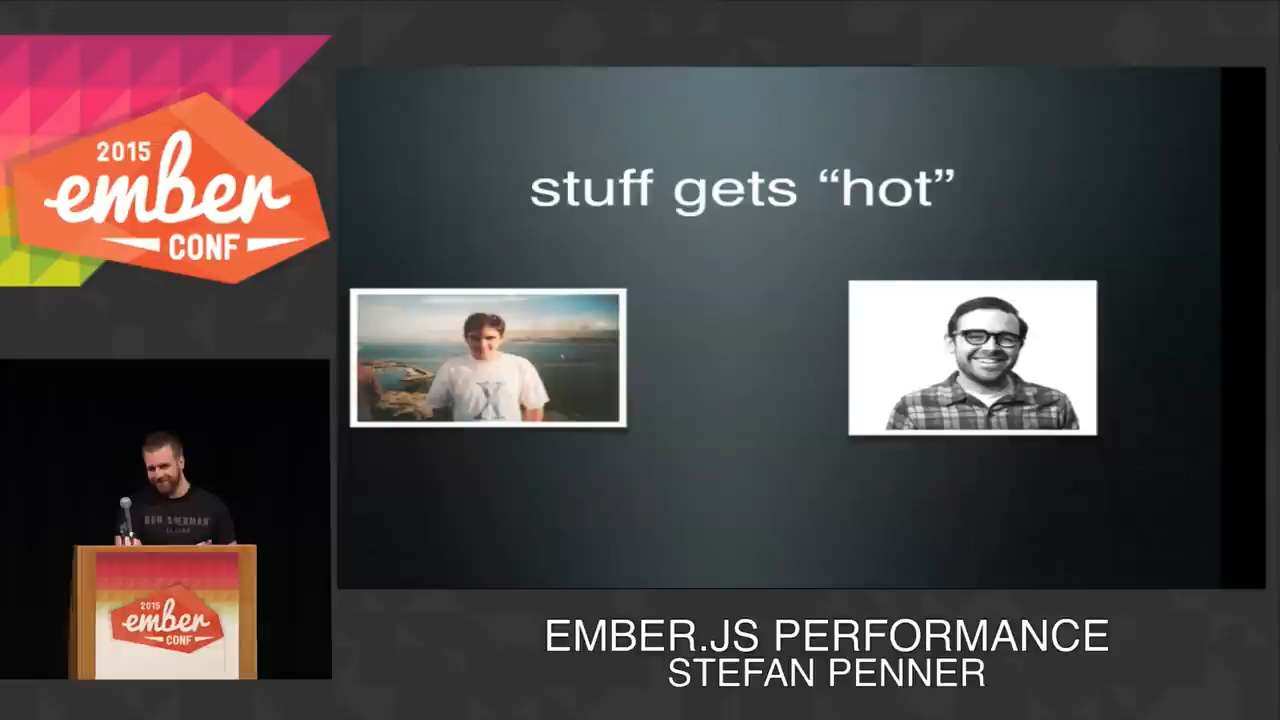 2015
ember
CONF
stuff gets “hot”
X
2015
ember
CONF
EMBER.JS PERFORMANCE
STEFAN PENNER